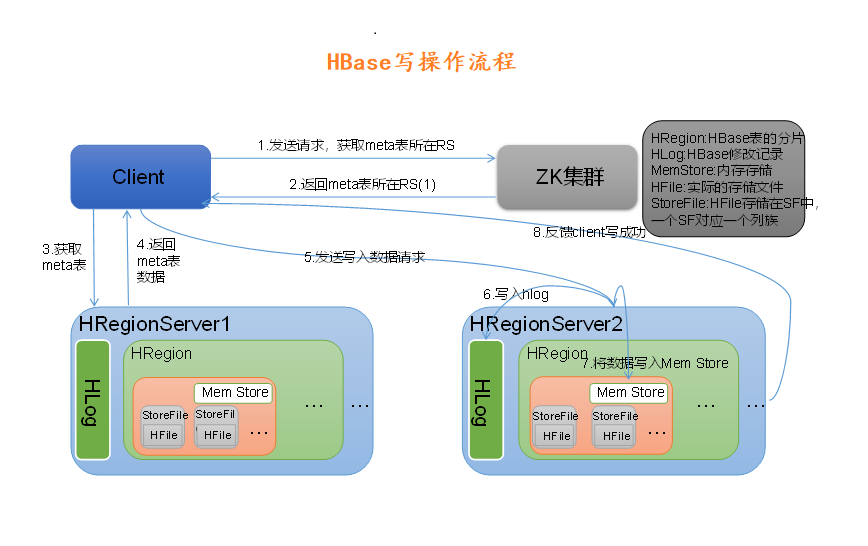 HBase写操作流程
HRegion:HBase表的分片
HLog:HBase修改记录
MemStore:内存存储
HFile:实际的存储文件
StoreFile:HFile存储在SF中，
一个SF对应一个列族
Client
1.发送请求，获取meta表所在RS
2.返回meta表所在RS(1)
ZK集群
8.反馈client写成功
3.获取
meta表
4.返回
meta表
数据
5.发送写入数据请求
6.写入hlog
HRegionServer1
HLog
HRegion
Mem Store
StoreFile
HFile
StoreFil
HFile
...
...
...
HRegionServer2
HLog
HRegion
7.将数据写入Mem Store
Mem Store
StoreFile
HFile
StoreFile
HFile
...
...
...